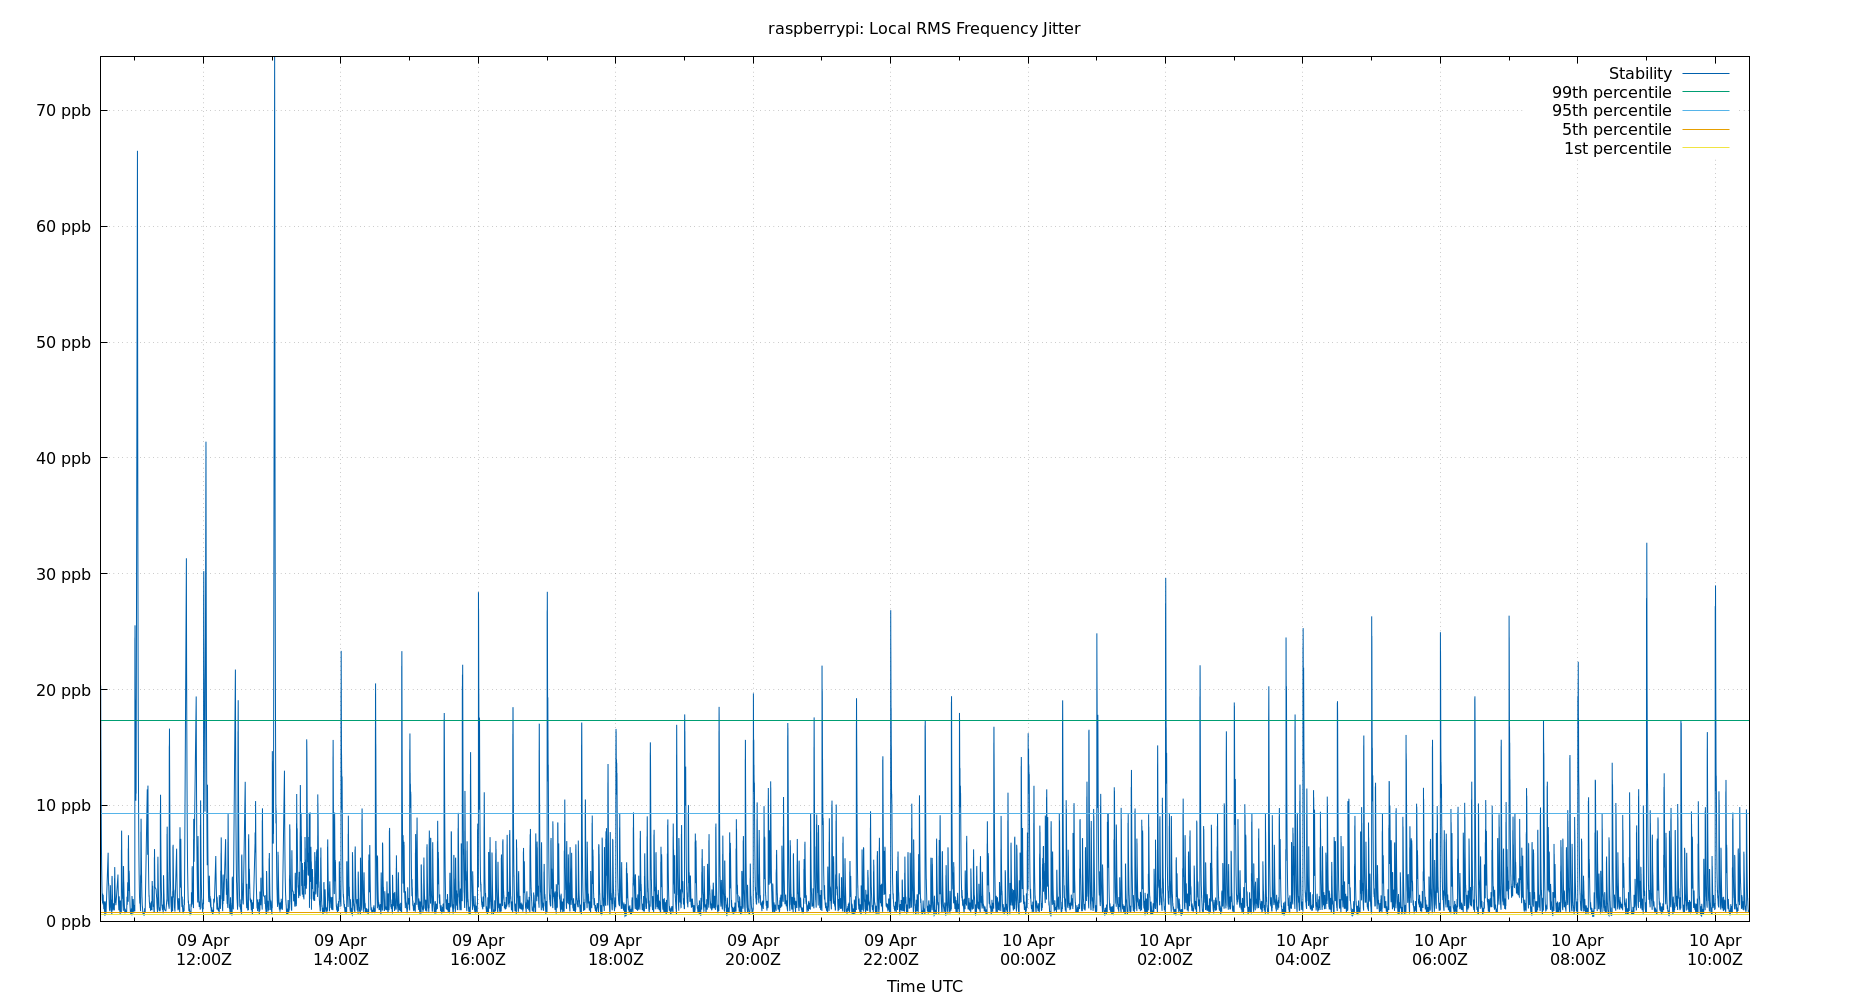 raspberrypi: Local RMS Frequency Jitter
Stability
99th percentile
95th percentile
5th percentile
1st percentile
70 ppb
60 ppb
50 ppb
40 ppb
30 ppb
20 ppb
10 ppb
0 ppb
09 Apr 09 Apr 09 Apr 09 Apr 09 Apr 09 Apr 10 Apr 10 Apr 10 Apr 10 Apr 10 Apr 10 Apr
12:00Z 14:00Z 16:00Z 18:00Z 20:00Z 22:00Z 00:00Z 02:00Z 04:00Z 06:00Z 08:00Z 10:00Z
Time UTC